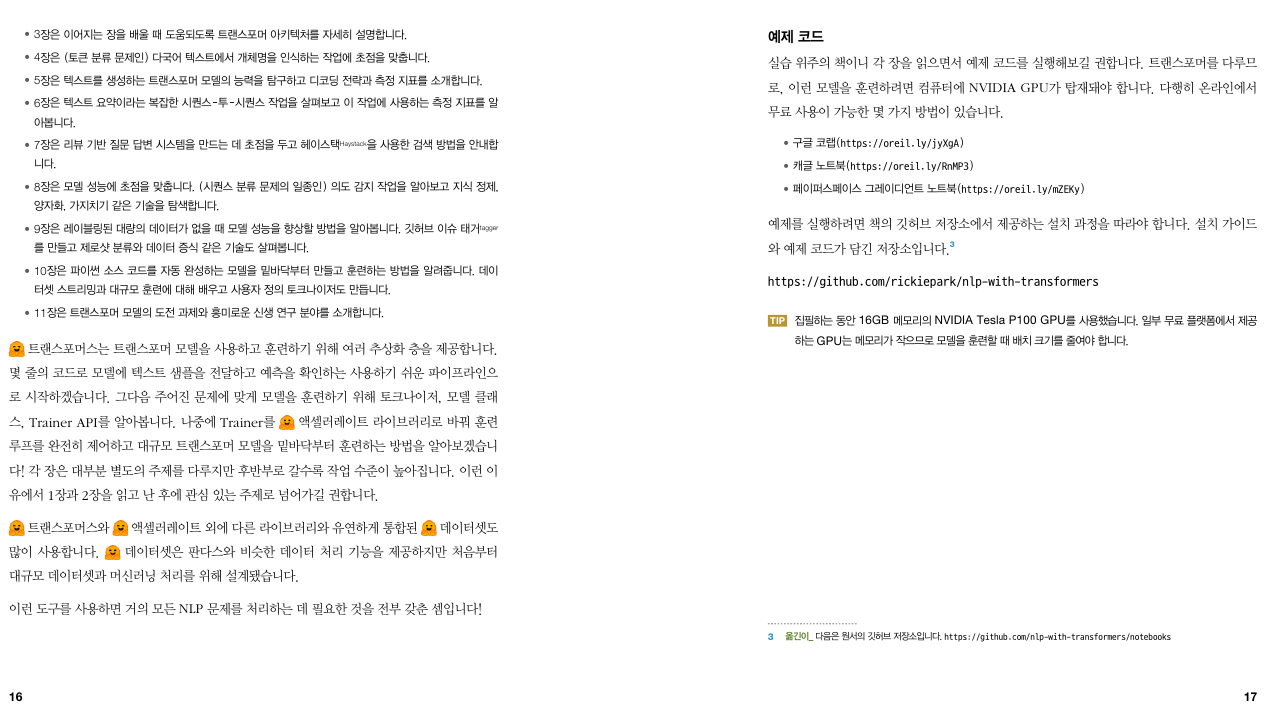 • 3장은 이어지는 장을 배울 때 도움되도록 트랜스포머 아키텍처를 자세히 설명합니다.
• 4장은 (토큰 분류 문제인) 다국어 텍스트에서 개체명을 인식하는 작업에 초점을 맞춥니다.
• 5장은 텍스트를 생성하는 트랜스포머 모델의 능력을 탐구하고 디코딩 전략과 측정 지표를 소개합니다.
• 6장은 텍스트 요약이라는 복잡한 시퀀스-투-시퀀스 작업을 살펴보고 이 작업에 사용하는 측정 지표를 알
아봅니다.
• 7장은 리뷰 기반 질문 답변 시스템을 만드는 데 초점을 두고 헤이스택Haystack을 사용한 검색 방법을 안내합
니다.
• 8장은 모델 성능에 초점을 맞춥니다. (시퀀스 분류 문제의 일종인) 의도 감지 작업을 알아보고 지식 정제,
양자화, 가지치기 같은 기술을 탐색합니다.
• 9장은 레이블링된 대량의 데이터가 없을 때 모델 성능을 향상할 방법을 알아봅니다. 깃허브 이슈 태거tagger
를 만들고 제로샷 분류와 데이터 증식 같은 기술도 살펴봅니다.
• 10장은 파이썬 소스 코드를 자동 완성하는 모델을 밑바닥부터 만들고 훈련하는 방법을 알려줍니다. 데이
터셋 스트리밍과 대규모 훈련에 대해 배우고 사용자 정의 토크나이저도 만듭니다.
• 11장은 트랜스포머 모델의 도전 과제와 흥미로운 신생 연구 분야를 소개합니다.
🤗 트랜스포머스는 트랜스포머 모델을 사용하고 훈련하기 위해 여러 추상화 층을 제공합니다.
몇 줄의 코드로 모델에 텍스트 샘플을 전달하고 예측을 확인하는 사용하기 쉬운 파이프라인으
로 시작하겠습니다. 그다음 주어진 문제에 맞게 모델을 훈련하기 위해 토크나이저, 모델 클래
스, Trainer API를 알아봅니다. 나중에 Trainer를 🤗 액셀러레이트 라이브러리로 바꿔 훈련
루프를 완전히 제어하고 대규모 트랜스포머 모델을 밑바닥부터 훈련하는 방법을 알아보겠습니
다! 각 장은 대부분 별도의 주제를 다루지만 후반부로 갈수록 작업 수준이 높아집니다. 이런 이
유에서 1장과 2장을 읽고 난 후에 관심 있는 주제로 넘어가길 권합니다.
🤗 트랜스포머스와 🤗 액셀러레이트 외에 다른 라이브러리와 유연하게 통합된 🤗 데이터셋도
많이 사용합니다. 🤗 데이터셋은 판다스와 비슷한 데이터 처리 기능을 제공하지만 처음부터
대규모 데이터셋과 머신러닝 처리를 위해 설계됐습니다.
이런 도구를 사용하면 거의 모든 NLP 문제를 처리하는 데 필요한 것을 전부 갖춘 셈입니다!
16
예제 코드
실습 위주의 책이니 각 장을 읽으면서 예제 코드를 실행해보길 권합니다. 트랜스포머를 다루므
로, 이런 모델을 훈련하려면 컴퓨터에 NVIDIA GPU가 탑재돼야 합니다. 다행히 온라인에서
무료 사용이 가능한 몇 가지 방법이 있습니다.
• 구글 코랩(https://oreil.ly/jyXgA)
• 캐글 노트북(https://oreil.ly/RnMP3)
• 페이퍼스페이스 그레이디언트 노트북(https://oreil.ly/mZEKy)
예제를 실행하려면 책의 깃허브 저장소에서 제공하는 설치 과정을 따라야 합니다. 설치 가이드
와 예제 코드가 담긴 저장소입니다.3
https://github.com/rickiepark/nlp-with-transformers
TIP 집필하는 동안 16GB 메모리의 NVIDIA Tesla P100 GPU를 사용했습니다. 일부 무료 플랫폼에서 제공
하는 GPU는 메모리가 작으므로 모델을 훈련할 때 배치 크기를 줄여야 합니다.
3 옮긴이_ 다음은 원서의 깃허브 저장소입니다. https://github.com/nlp-with-transformers/notebooks
17